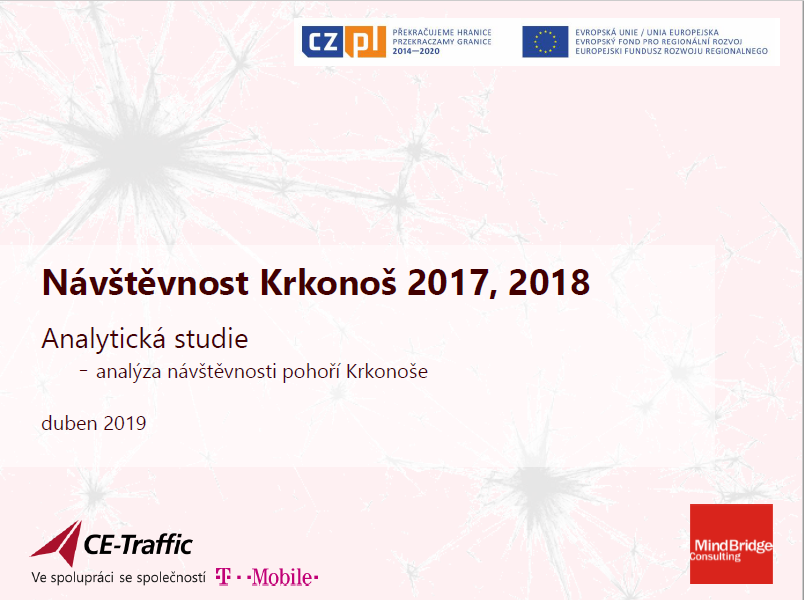 cz pl
PŘEKRAČUJEME HRANICE
PRZEKRACZAMY GRANICE
2014—2020
EVROPSKÁ UNIE / UNIA EUROPEJSKA
EVROPSKÝ FOND PRO REGIONÁLNÍ ROZVOJ
EUROPEJSKI FUNDUSZ ROZWOJU REGIONALNEGO
Návštěvnost Krkonoš 2017, 2018
Analytická studie
- analýza návštěvnosti pohoří Krkonoše
duben 2019
CE-Traffic
Ve spolupráci se společností T··Mobile·
MindBridge
Consulting